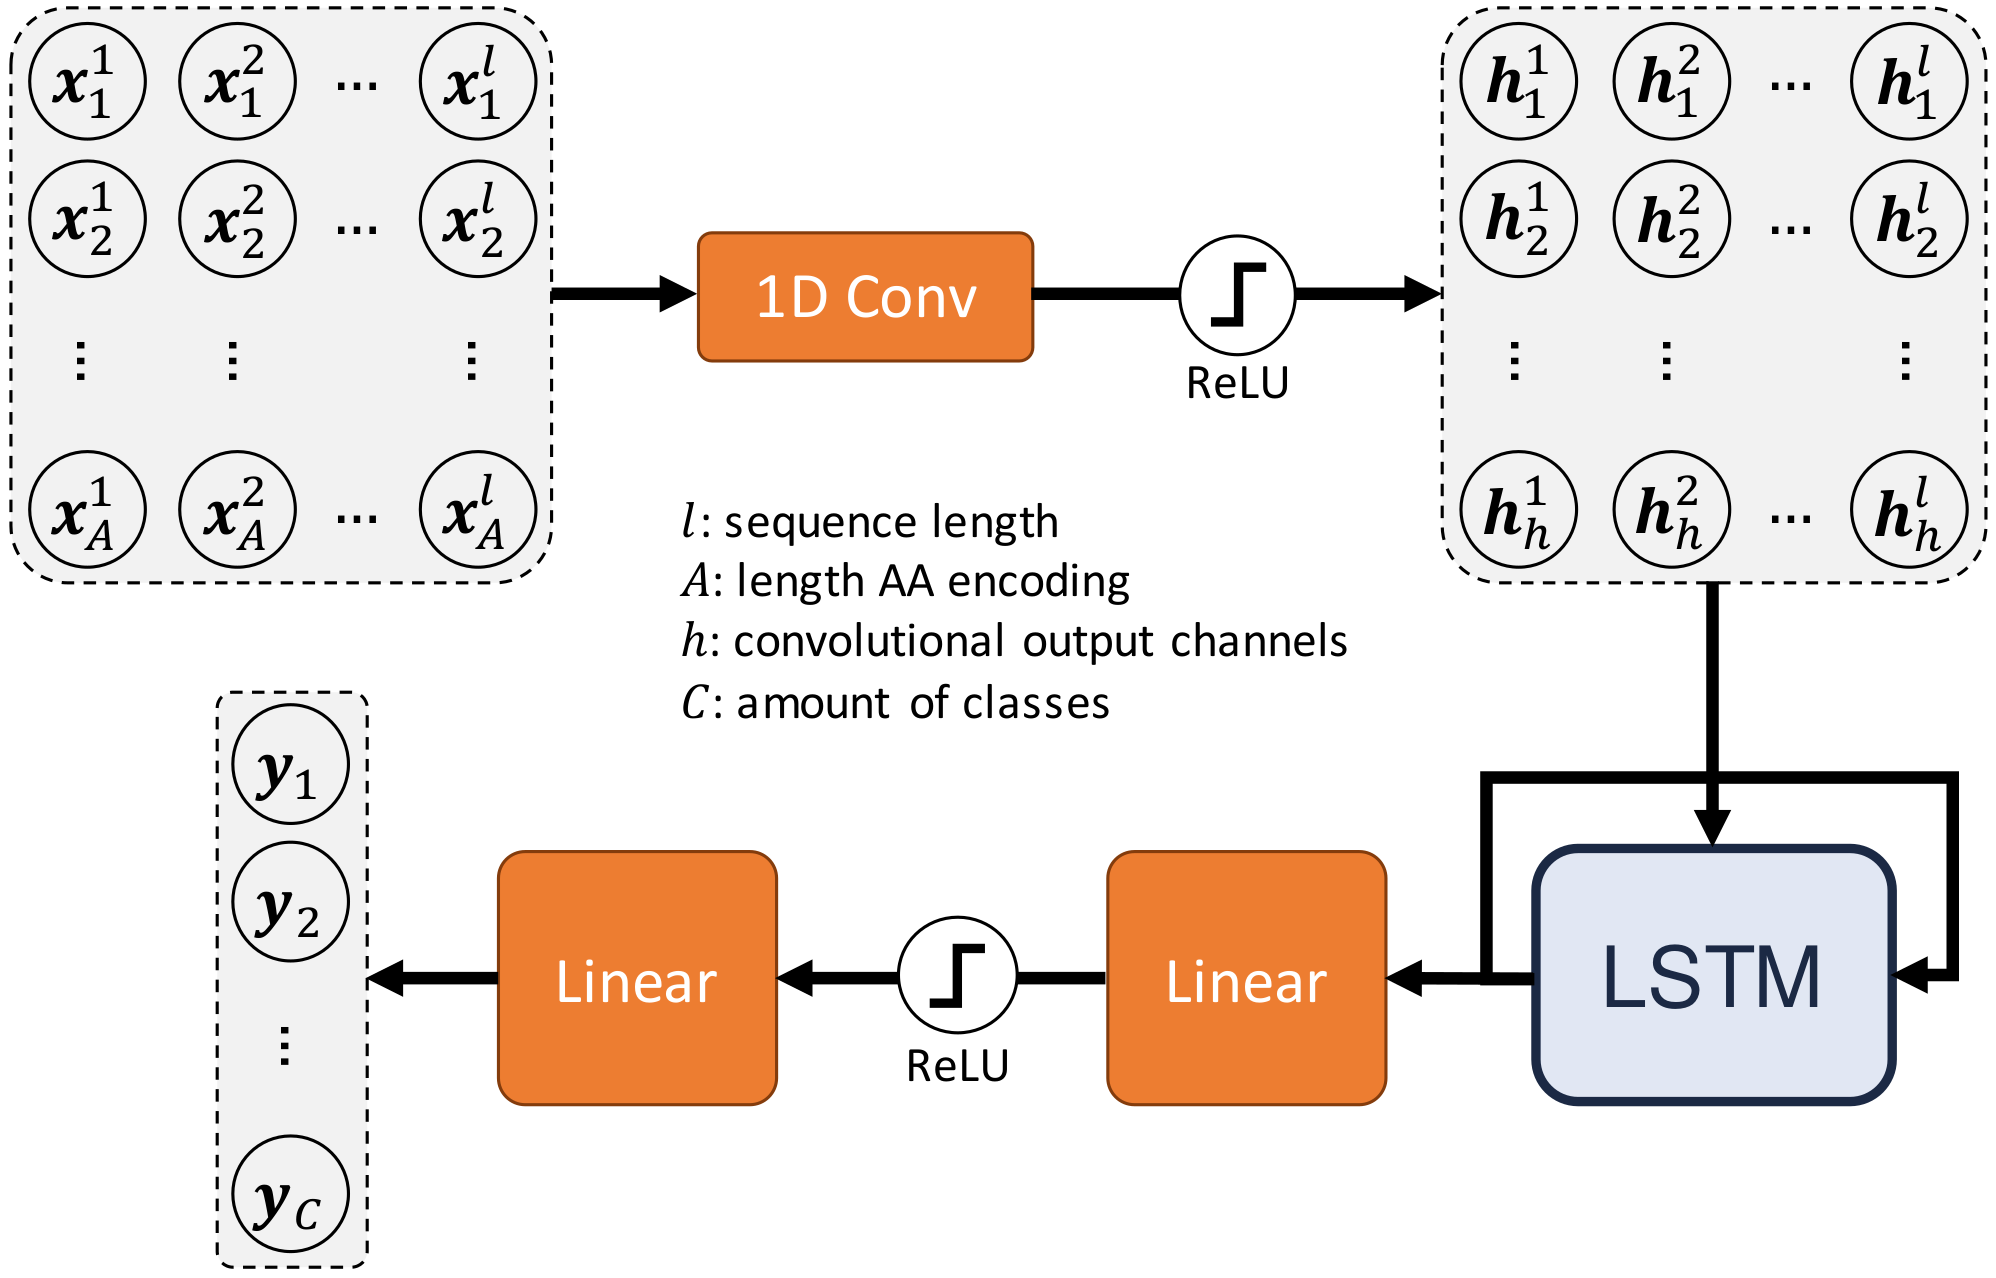 x_1^1 x_1^2 ... x_1^l
x_2^1 x_2^2 ... x_2^l
⋮ ⋮ ⋮
x_A^1 x_A^2 ... x_A^l
1D Conv
ReLU
h_1^1 h_1^2 ... h_1^l
h_2^1 h_2^2 ... h_2^l
⋮ ⋮ ⋮
h_h^1 h_h^2 ... h_h^l
l: sequence length
A: length AA encoding
h: convolutional output channels
C: amount of classes
LSTM
Linear
ReLU
Linear
y_1
y_2
⋮
y_C